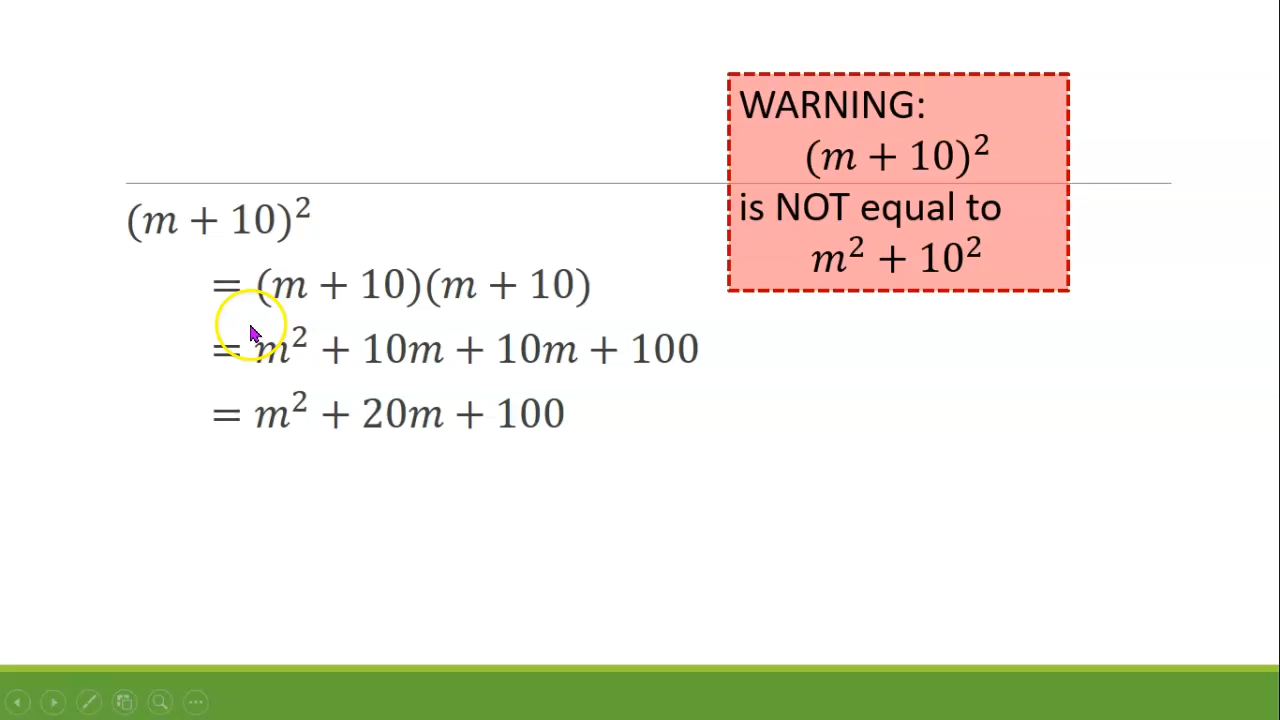 WARNING:
(m + 10)²
is NOT equal to
m² + 10²
(m + 10)²
= (m + 10)(m + 10)
= m² + 10m + 10m + 100
= m² + 20m + 100